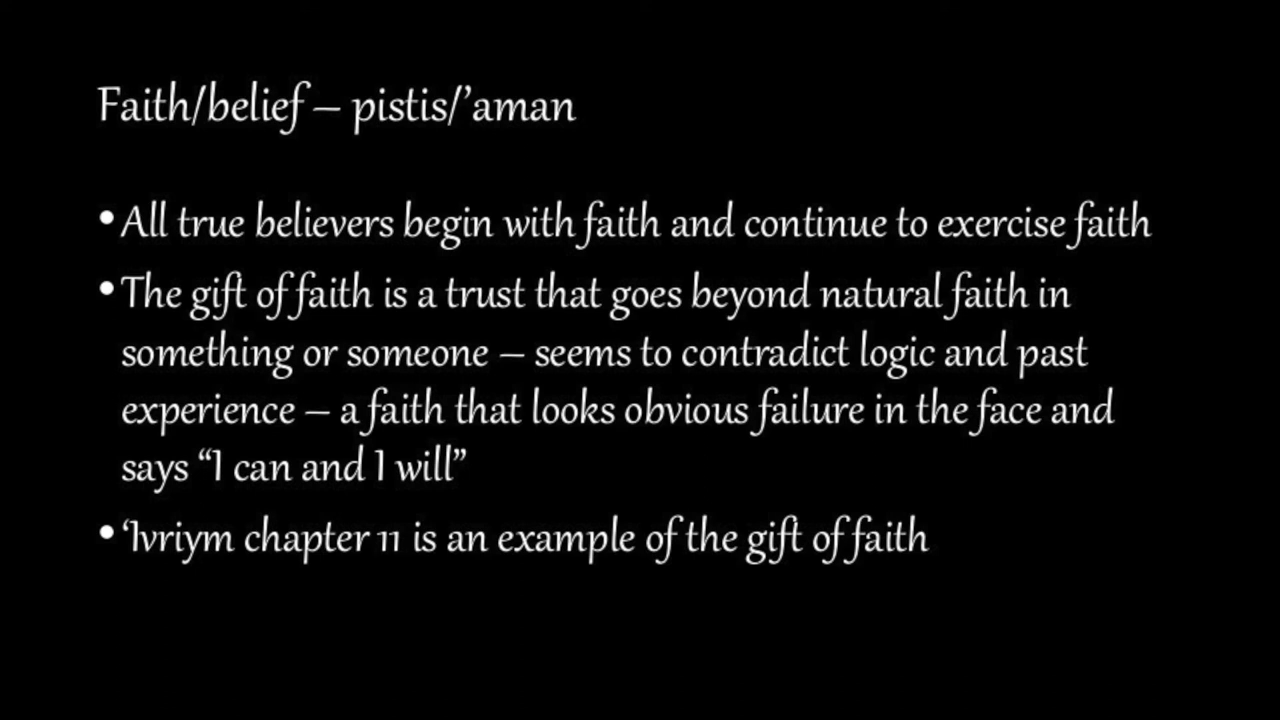 Faith/belief – pistis/’aman
•All true believers begin with faith and continue to exercise faith
•The gift of faith is a trust that goes beyond natural faith in
something or someone – seems to contradict logic and past
experience – a faith that looks obvious failure in the face and
says “I can and I will”
•‘Ivriym chapter 11 is an example of the gift of faith